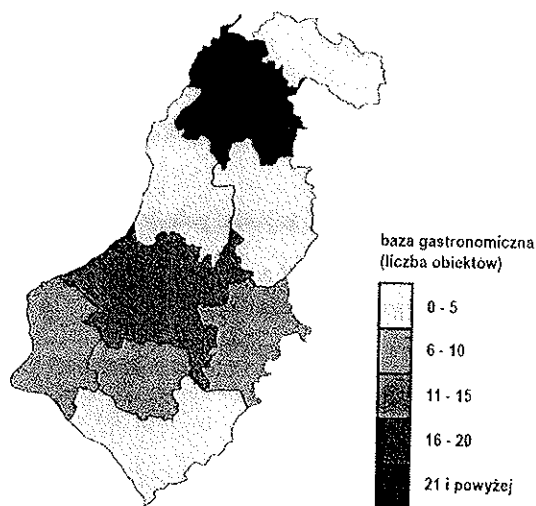 baza gastronomiczna
(liczba obiektów)
0 - 5
6 - 10
11 - 15
16 - 20
21 i powyżej